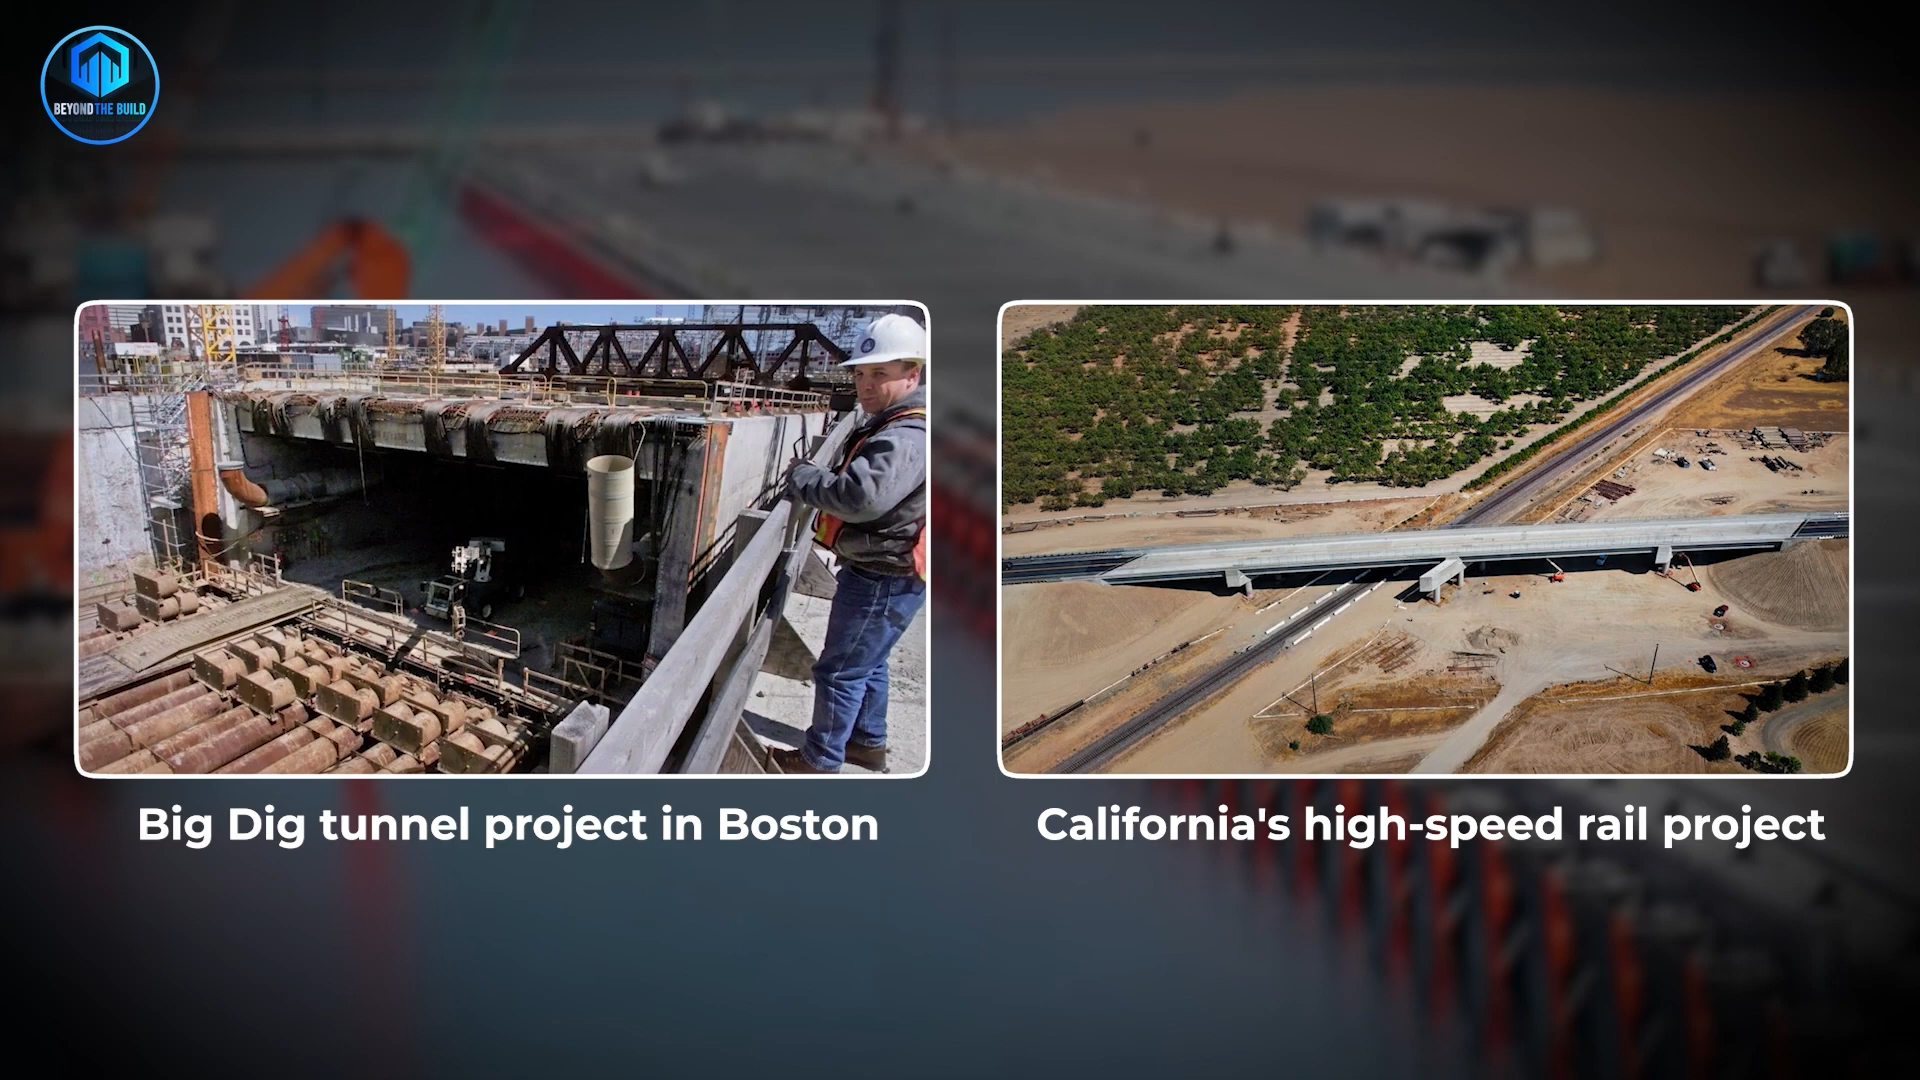 BEYOND THE BUILD
Big Dig tunnel project in Boston
California's high-speed rail project